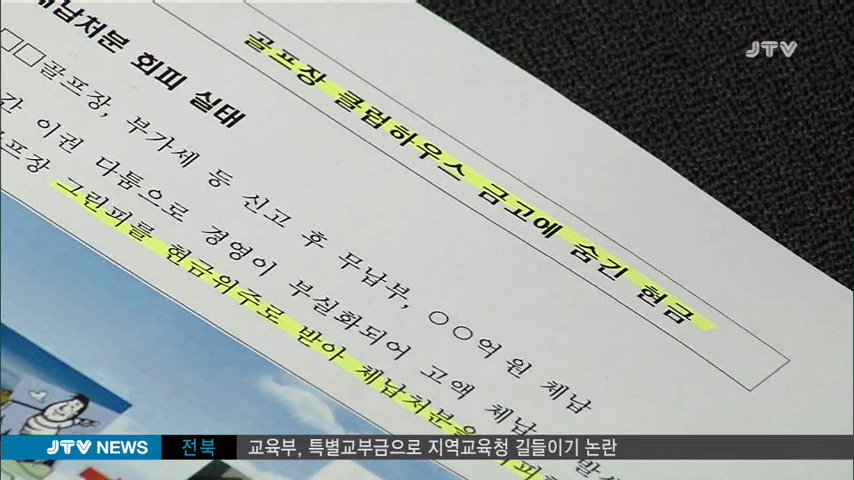 JTV
골프장 클럽하우스 금고에 숨긴 현금
체납처분 회피 실태
□□골프장, 부가세 등 신고 후 무납부, ○○억원 체납
간 이권 다툼으로 경영이 부실화되어 고액 체납
그린피를 현금위주로 받아 체납처분을
JTV NEWS 전북 교육부, 특별교부금으로 지역교육청 길들이기 논란